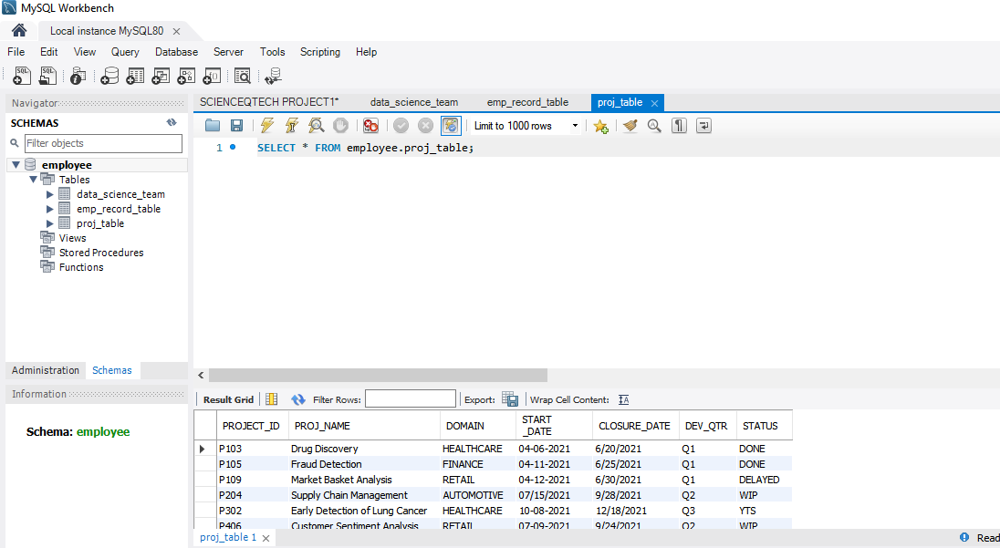 MySQL Workbench
Local instance MySQL80
File Edit View Query Database Server Tools Scripting Help
Navigator
SCHEMAS
Filter objects
employee
Tables
data_science_team
emp_record_table
proj_table
Views
Stored Procedures
Functions
Administration Schemas
Information
Schema: employee
SCIENCEQTECH PROJECT1* data_science_team emp_record_table proj_table
Limit to 1000 rows
1 SELECT * FROM employee.proj_table;
Result Grid Filter Rows: Export: Wrap Cell Content: IA
PROJECT_ID PROJ_NAME DOMAIN START _DATE CLOSURE_DATE DEV_QTR STATUS
P103 Drug Discovery HEALTHCARE 04-06-2021 6/20/2021 Q1 DONE
P105 Fraud Detection FINANCE 04-11-2021 6/25/2021 Q1 DONE
P109 Market Basket Analysis RETAIL 04-12-2021 6/30/2021 Q1 DELAYED
P204 Supply Chain Management AUTOMOTIVE 07/15/2021 9/28/2021 Q2 WIP
P302 Early Detection of Lung Cancer HEALTHCARE 10-08-2021 12/18/2021 Q3 YTS
P406 Customer Sentiment Analysis RETAIL 07-09-2021 9/24/2021 Q2 WIP
proj_table 1
Read